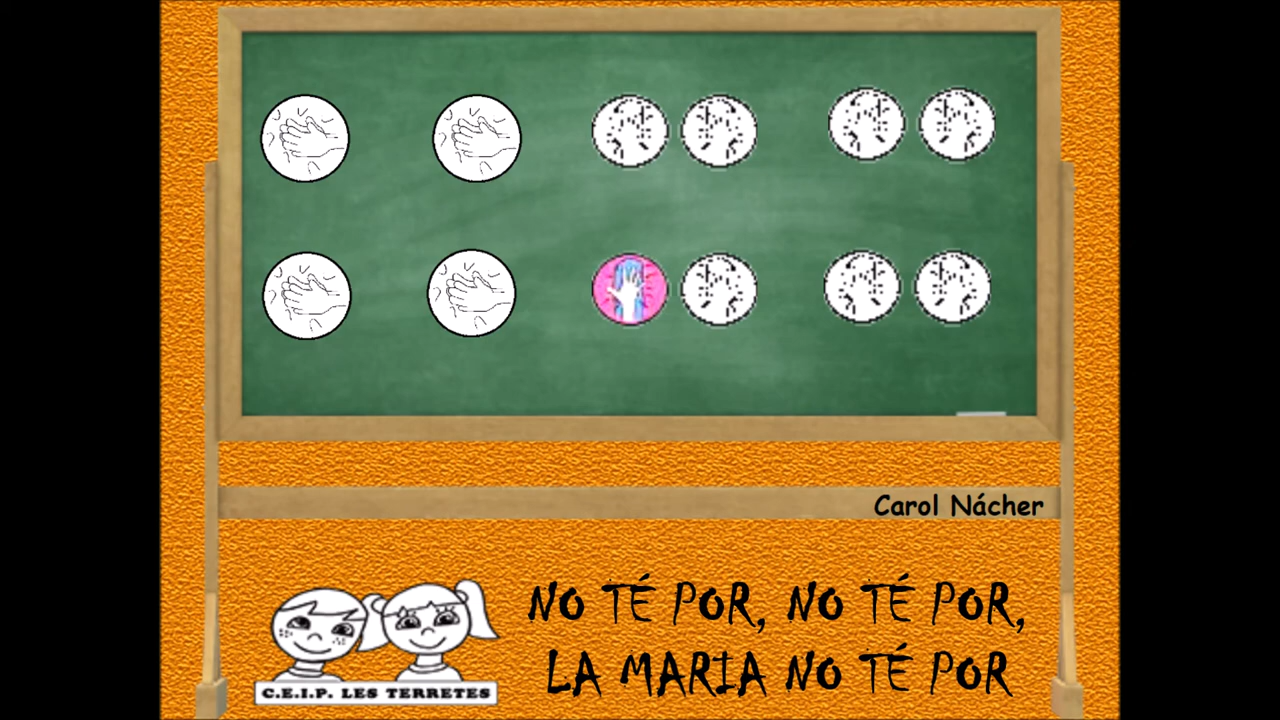 Carol Nácher
NO TÉ POR, NO TÉ POR,
LA MARIA NO TÉ POR
C.E.I.P. LES TERRETES